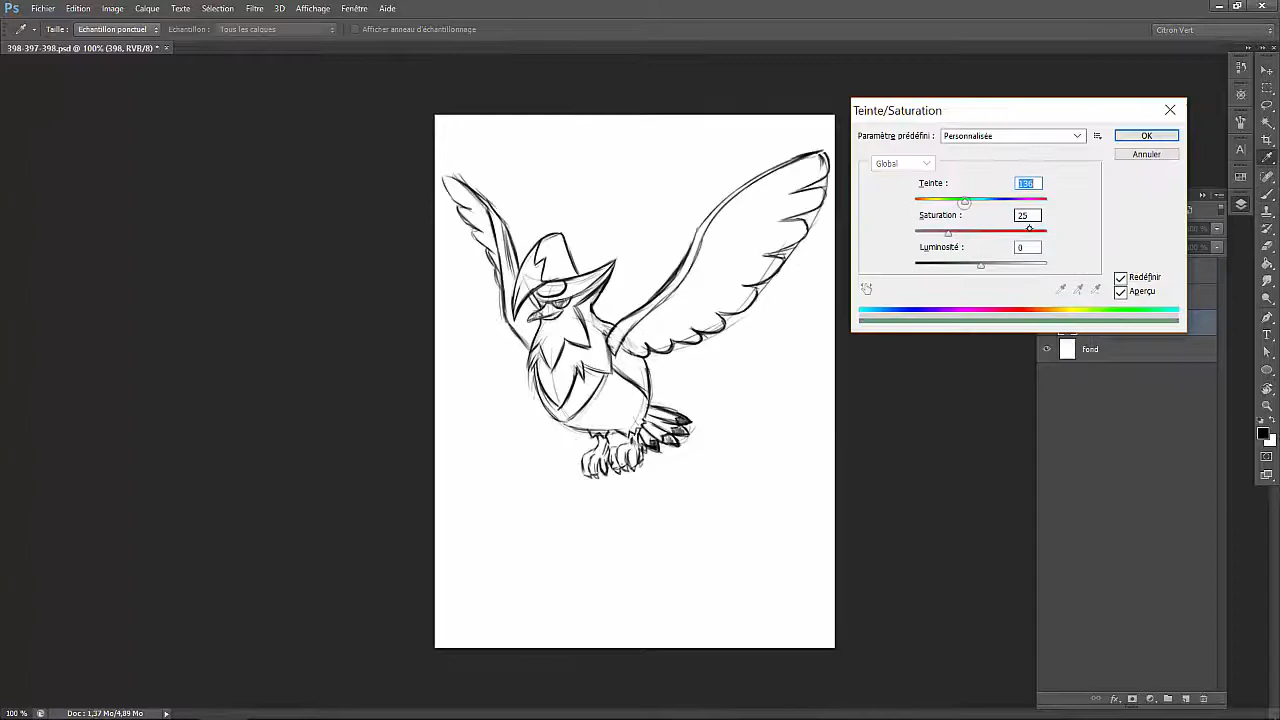 Ps Fichier Edition Image Calque Texte Sélection Filtre 3D Affichage Fenêtre Aide
Taille : Echantillon ponctuel Echantillon : Tous les calques Afficher anneau d'échantillonnage Citron Vert
398-397-398.psd @ 100% (398, RVB/8) *
Teinte/Saturation
Paramètre prédéfini : Personnalisée OK
Annuler
Global
Teinte : 136
Saturation : 25
Luminosité : 0
Redéfinir
Aperçu
fond
100 % Doc : 1,37 Mo/4,89 Mo